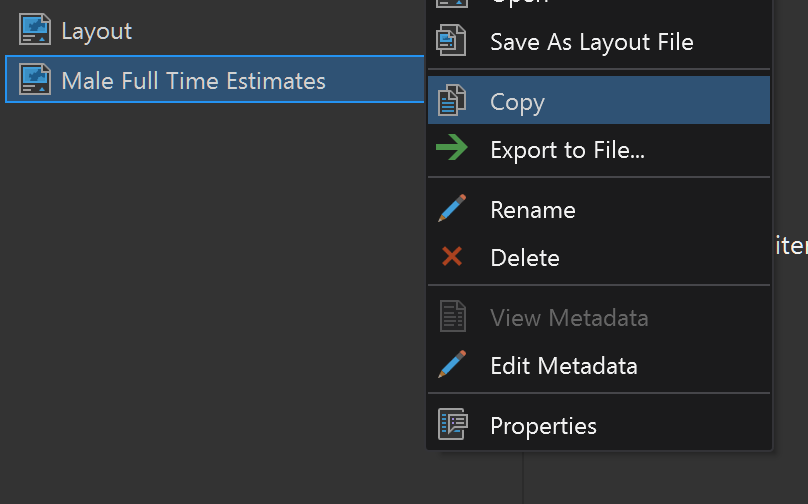 Layout
Male Full Time Estimates
Open
Save As Layout File
Copy
Export to File...
Rename
Delete
View Metadata
Edit Metadata
Properties